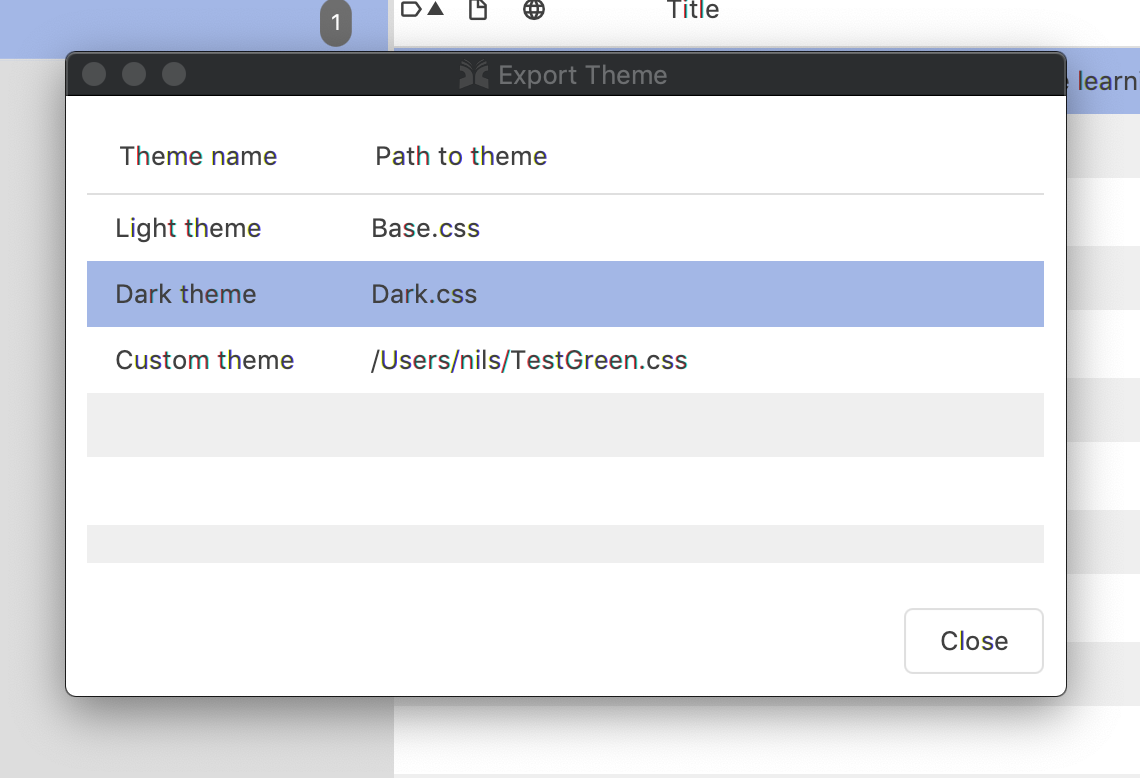 1
Title
Export Theme
learni
Theme name Path to theme
Light theme Base.css
Dark theme Dark.css
Custom theme /Users/nils/TestGreen.css
Close